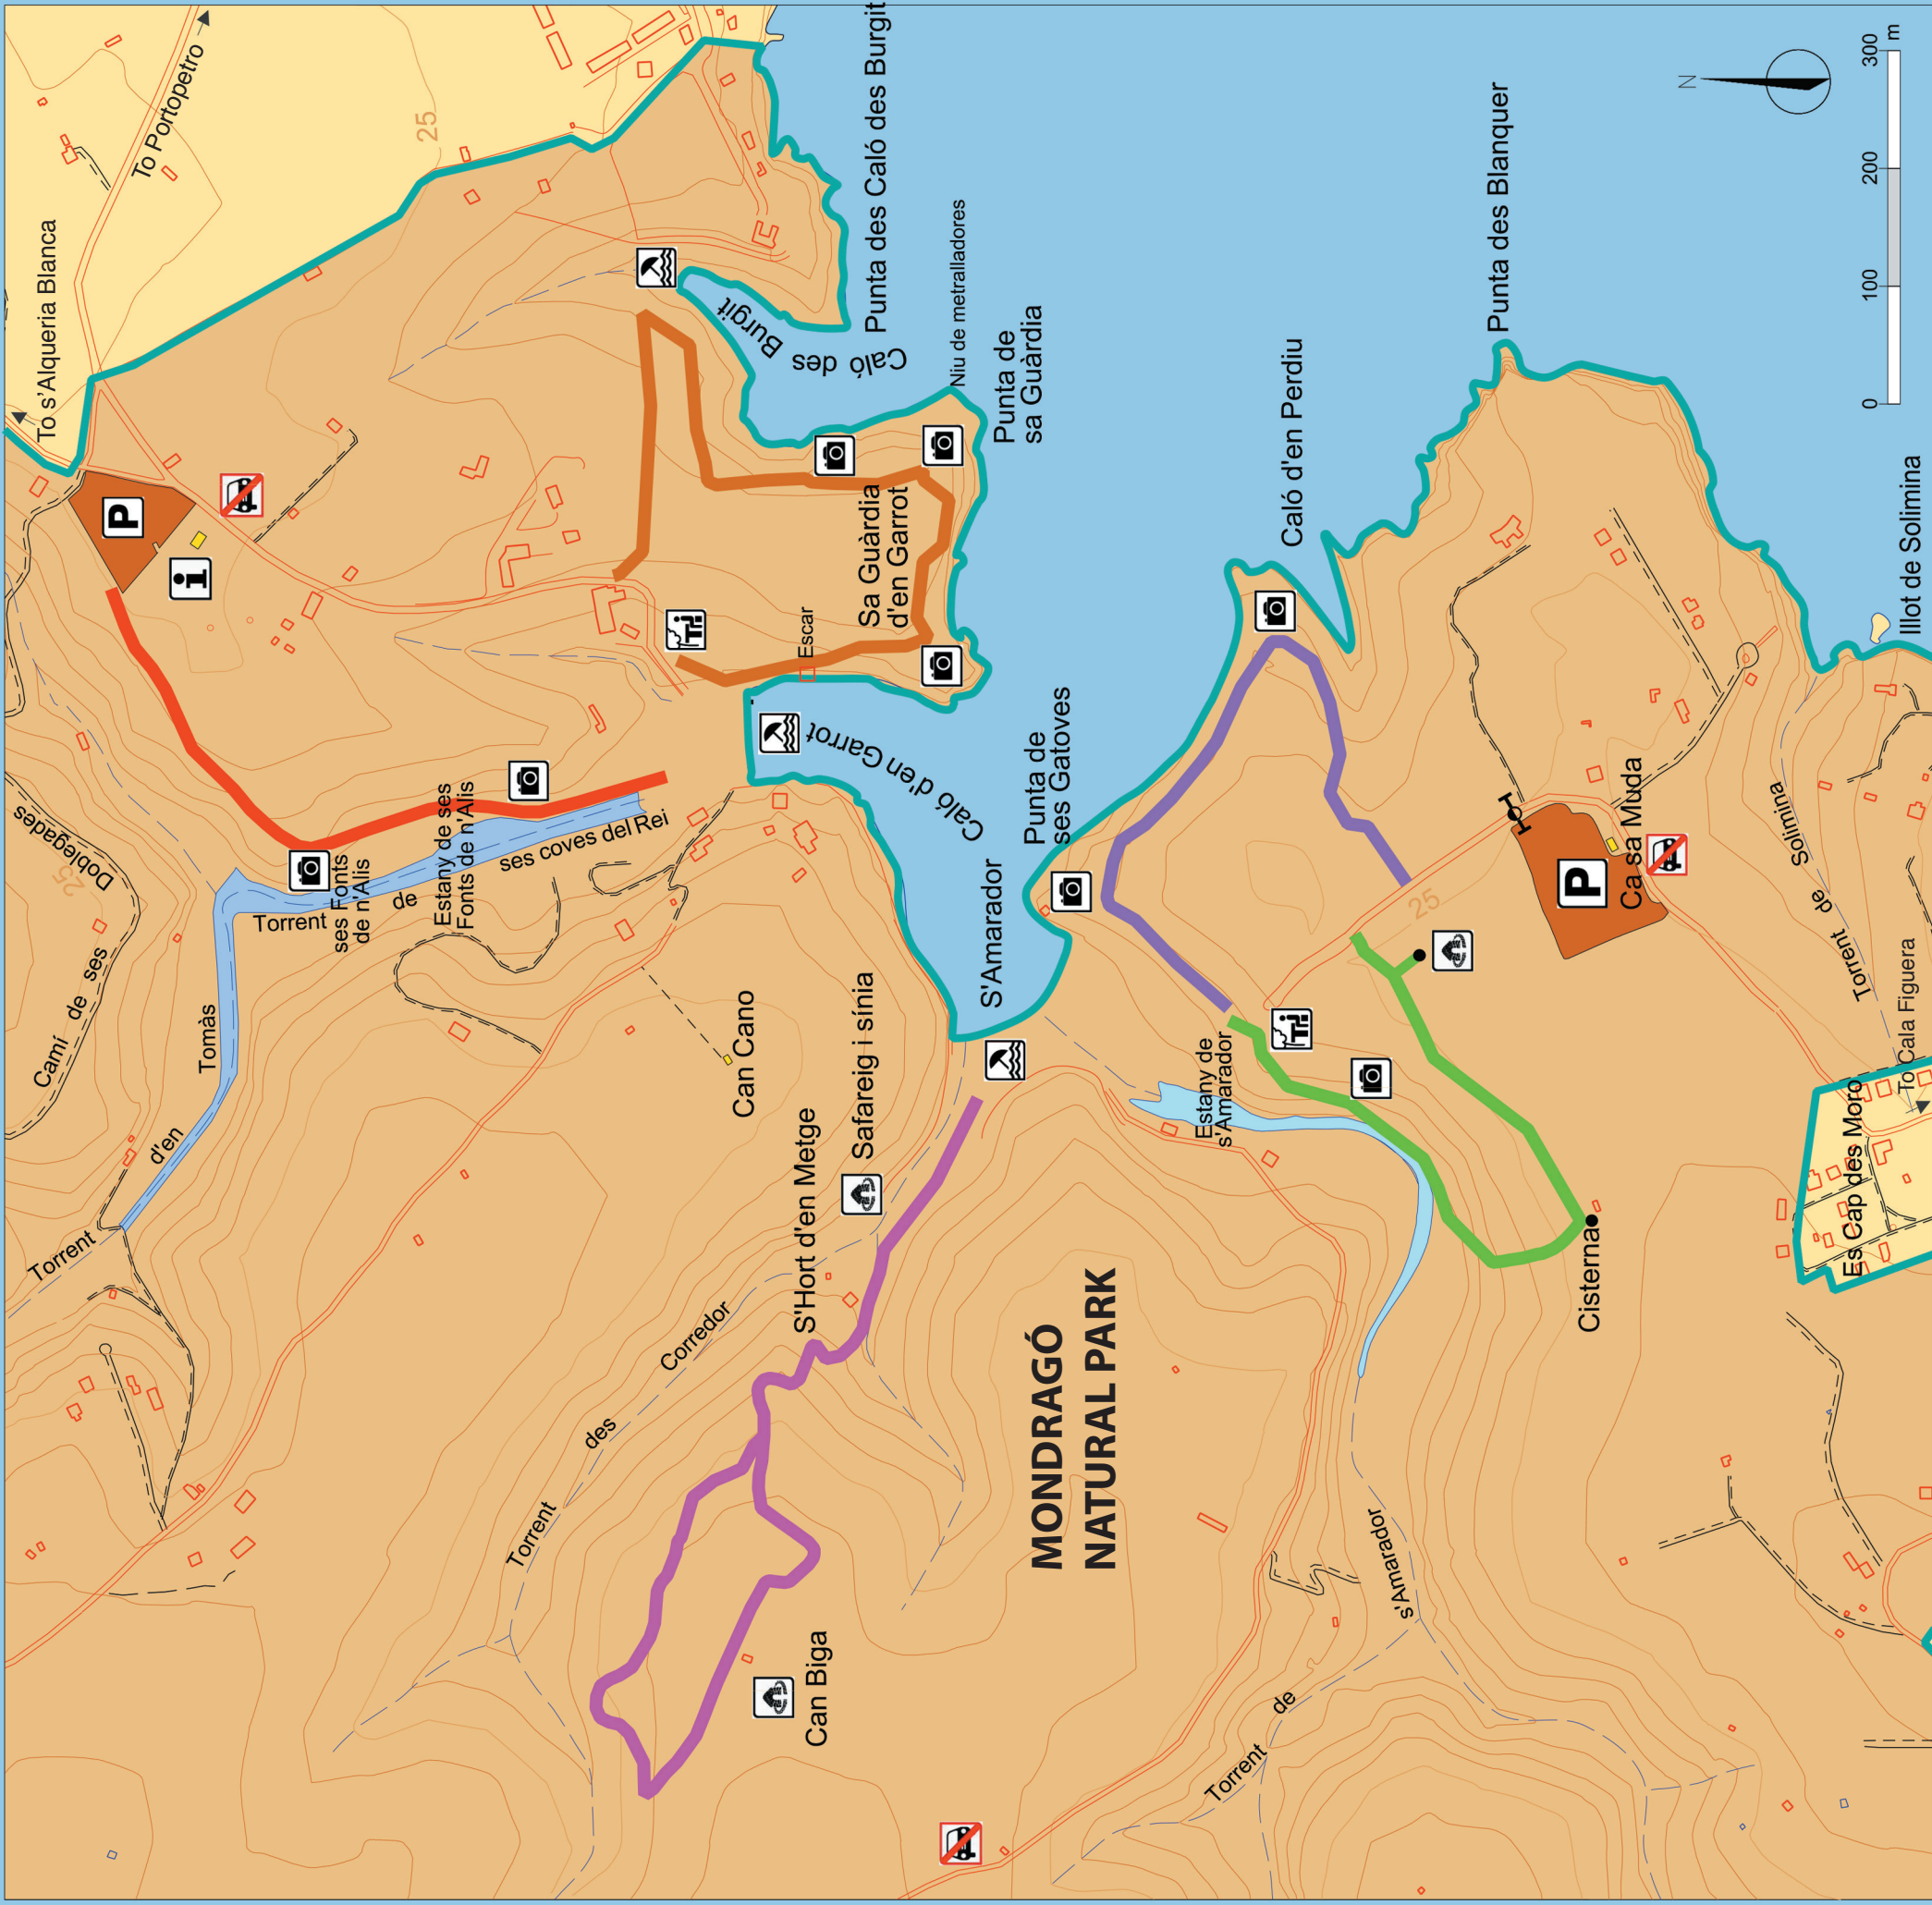 Camí de ses Doblegades
25
To s'Alqueria Blanca
To Portopetro
P
i
Torrent d'en Tomàs
Torrent de ses coves del Rei
ses Fonts
de n'Alis
Estany de ses
Fonts de n'Alis
25
Torrent des Corredor
Can Cano
S'Hort d'en Metge
Safareig i sínia
Can Biga
Escar
Sa Guàrdia
d'en Garrot
Caló des Burgit
Punta des Caló des Burgit
Niu de metralladores
Punta de
sa Guàrdia
Caló d'en Garrot
S'Amarador
Punta de
ses Gatoves
MONDRAGÓ
NATURAL PARK
Estany de
s'Amarador
Caló d'en Perdiu
Torrent de s'Amarador
25
Punta des Blanquer
P
Cisterna
Ca sa Muda
Torrent de Solimina
Es Cap des Moro
To Cala Figuera
Illot de Solimina
N
0 100 200 300 m